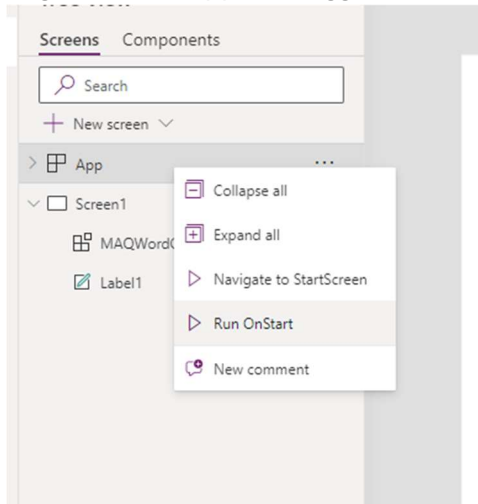 Screens Components
Search
New screen
App ...
Collapse all
Screen1
Expand all
Navigate to StartScreen
Label1
Run OnStart
New comment